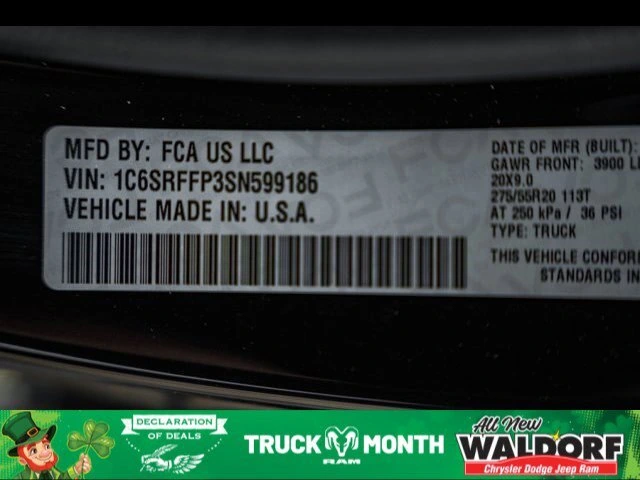 MFD BY: FCA US LLC
VIN: 1C6SRFFP3SN599186
VEHICLE MADE IN: U.S.A.
DATE OF MFR (BUILT):
GAWR FRONT: 3900
20X9.0
275/55R20 113T
AT 250 kPa / 36 PSI
TYPE: TRUCK
THIS VEHICLE
STANDARDS IN
DECLARATION
OF DEALS
TRUCK MONTH
RAM
All New
WALDORF
Chrysler Dodge Jeep Ram